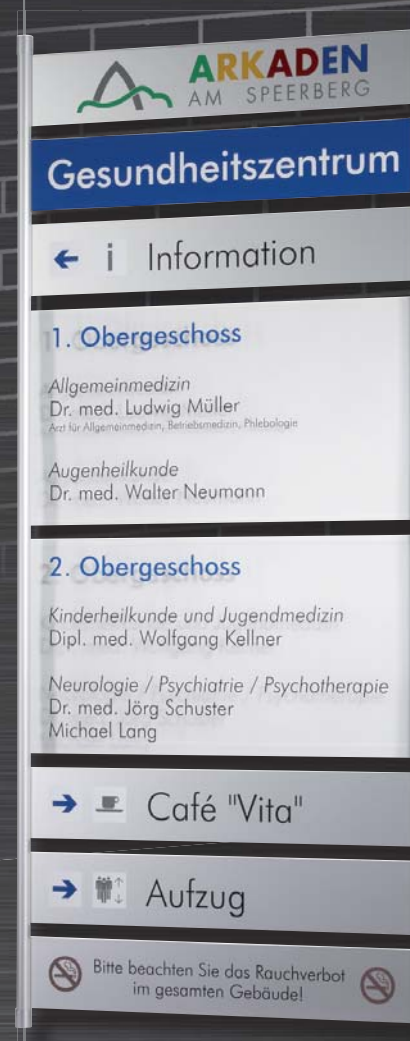 ARKADEN
AM SPEERBERG
Gesundheitszentrum
i Information
1. Obergeschoss
Allgemeinmedizin
Dr. med. Ludwig Müller
Arzt für Allgemeinmedizin, Betriebsmedizin, Phlebologie
Augenheilkunde
Dr. med. Walter Neumann
2. Obergeschoss
Kinderheilkunde und Jugendmedizin
Dipl. med. Wolfgang Kellner
Neurologie / Psychiatrie / Psychotherapie
Dr. med. Jörg Schuster
Michael Lang
Café "Vita"
Aufzug
Bitte beachten Sie das Rauchverbot
im gesamten Gebäude!